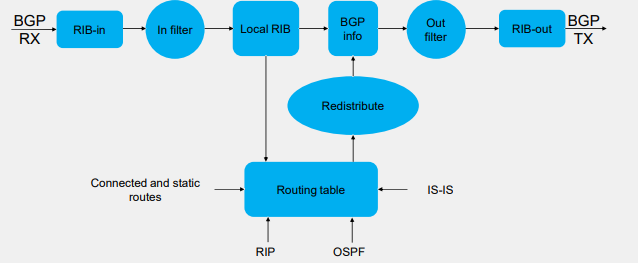 BGP
RX
RIB-in
In filter
Local RIB
BGP
info
Out
filter
RIB-out
BGP
TX
Redistribute
Connected and static
routes
Routing table
IS-IS
RIP
OSPF